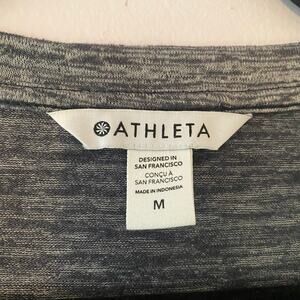 ATHLETA
DESIGNED IN
SAN FRANCISCO
CONÇU À
SAN FRANCISCO
MADE IN INDONESIA
M